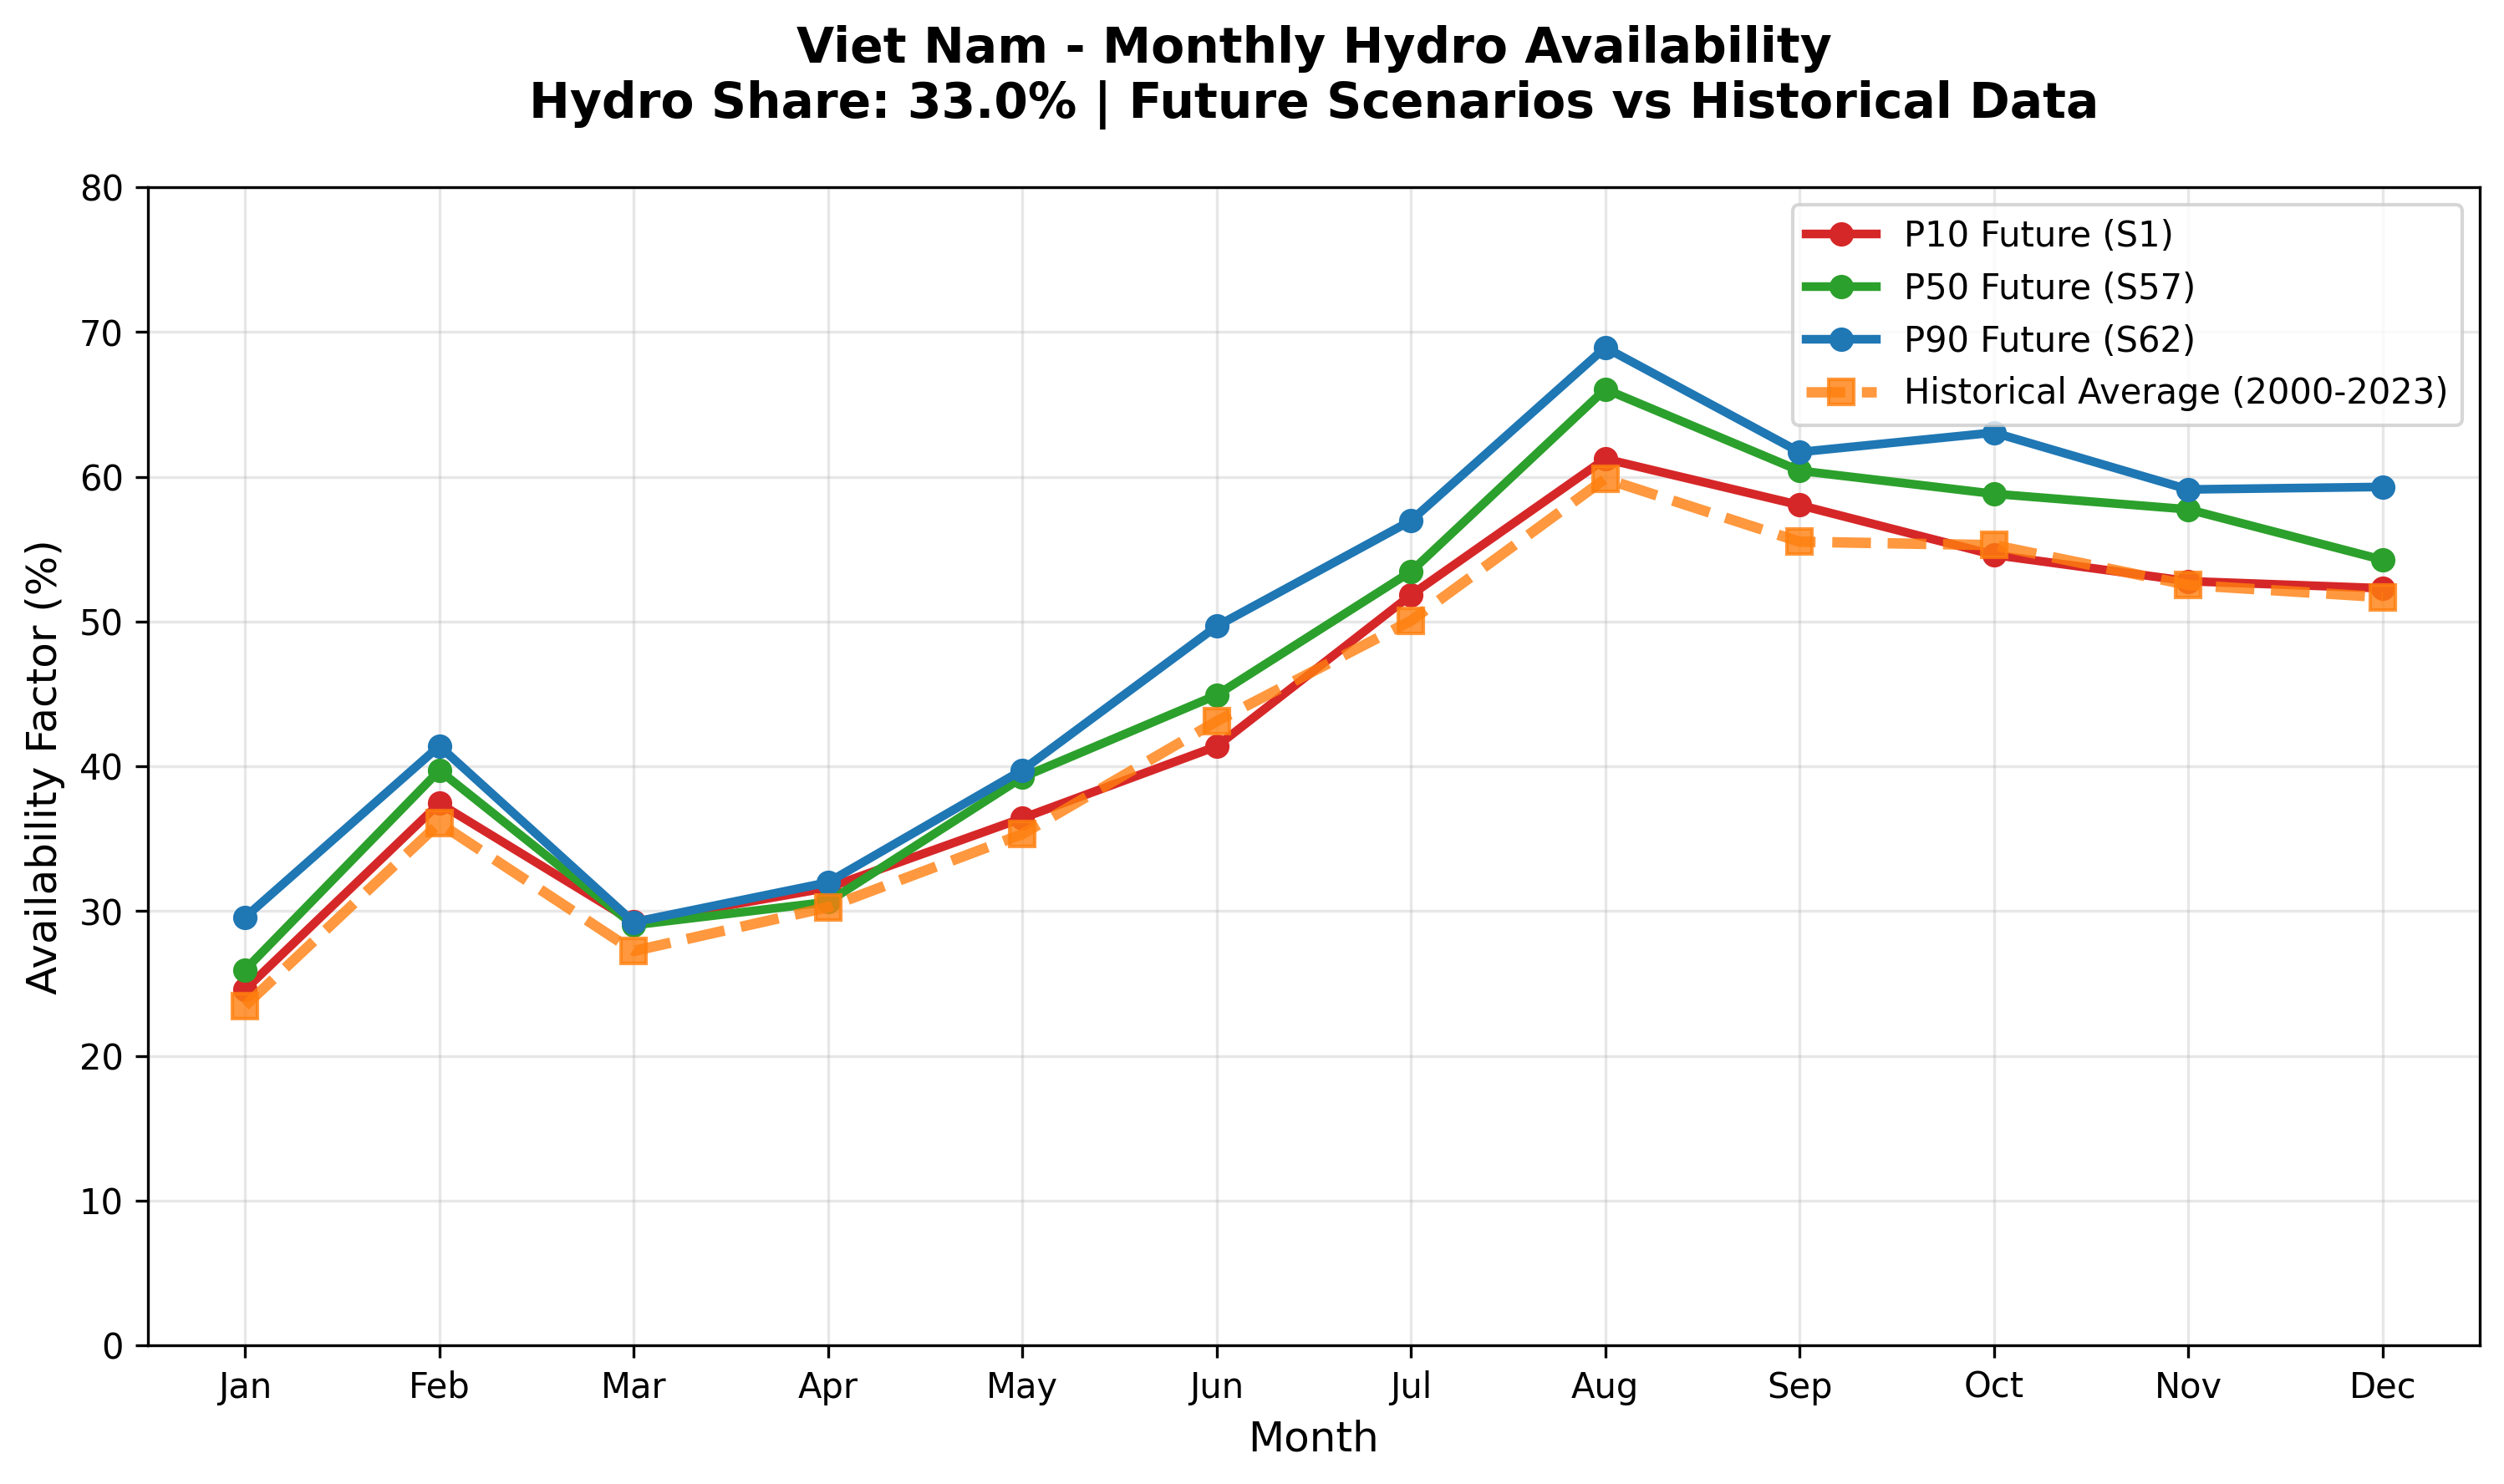 Viet Nam - Monthly Hydro Availability
Hydro Share: 33.0% | Future Scenarios vs Historical Data
Availability Factor (%)
80
70
60
50
40
30
20
10
0
P10 Future (S1)
P50 Future (S57)
P90 Future (S62)
Historical Average (2000-2023)
Jan Feb Mar Apr May Jun Jul Aug Sep Oct Nov Dec
Month